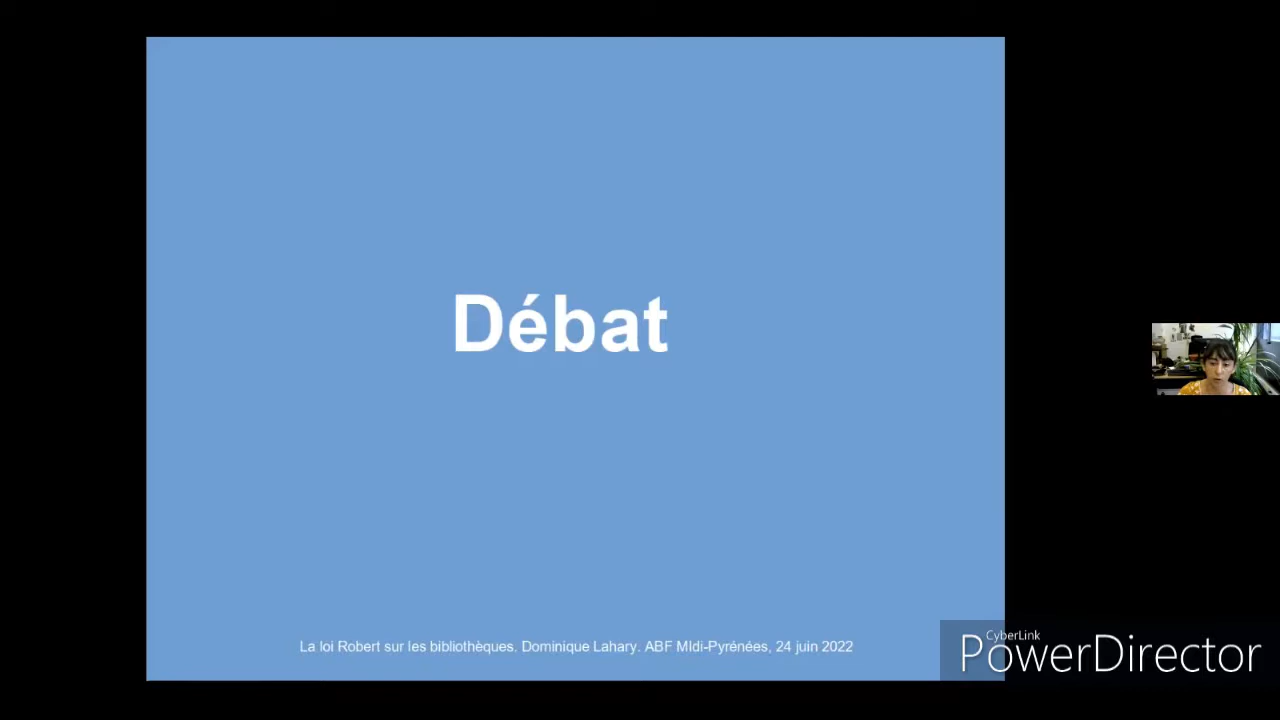 Débat
La loi Robert sur les bibliothèques. Dominique Lahary. ABF MIdi-Pyrénées, 24 juin 2022
CyberLink
PowerDirector